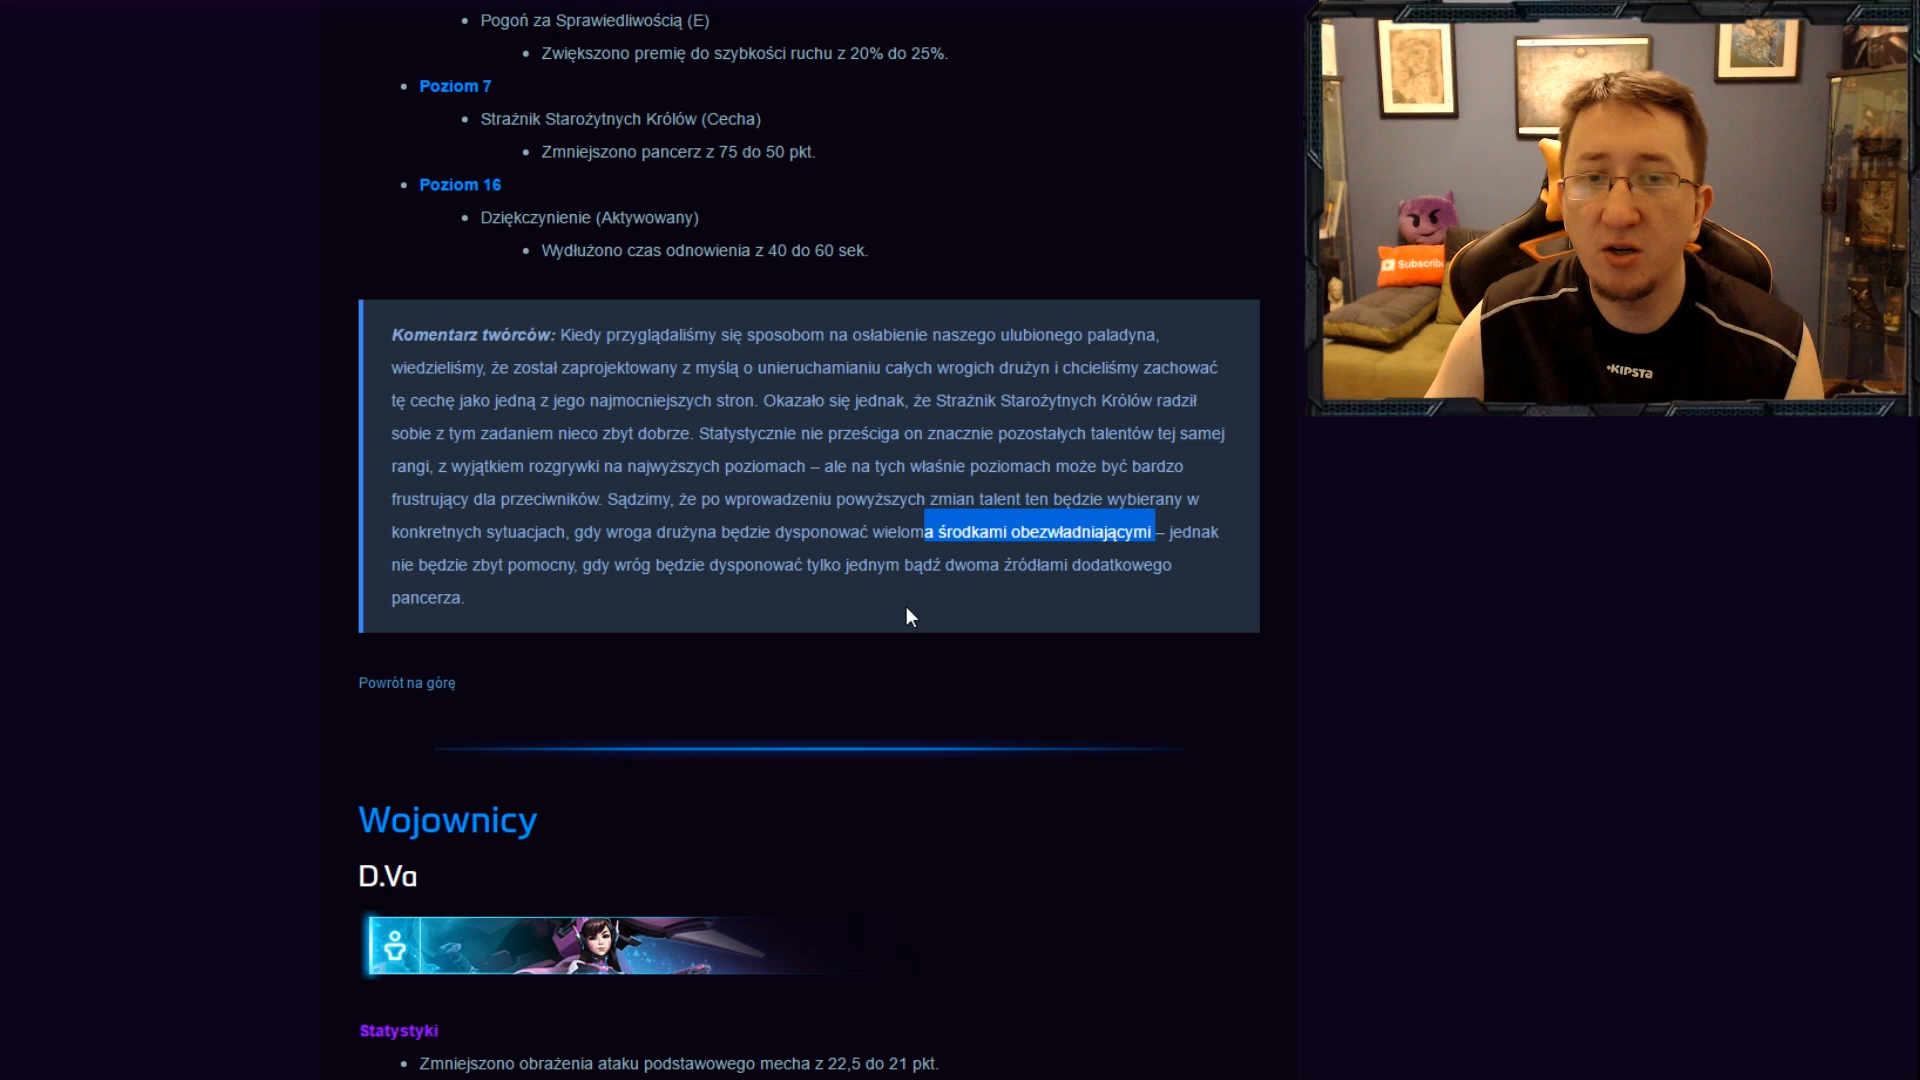 Pogoń za Sprawiedliwością (E)
Zwiększono premię do szybkości ruchu z 20% do 25%.
Poziom 7
Strażnik Starożytnych Królów (Cecha)
Zmniejszono pancerz z 75 do 50 pkt.
Poziom 16
Dziękczynienie (Aktywowany)
Wydłużono czas odnowienia z 40 do 60 sek.
Komentarz twórców: Kiedy przyglądaliśmy się sposobom na osłabienie naszego ulubionego paladyna,
wiedzieliśmy, że został zaprojektowany z myślą o unieruchamianiu całych wrogich drużyn i chcieliśmy zachować
tę cechę jako jedną z jego najmocniejszych stron. Okazało się jednak, że Strażnik Starożytnych Królów radził
sobie z tym zadaniem nieco zbyt dobrze. Statystycznie nie prześciga on znacznie pozostałych talentów tej samej
rangi, z wyjątkiem rozgrywki na najwyższych poziomach – ale na tych właśnie poziomach może być bardzo
frustrujący dla przeciwników. Sądzimy, że po wprowadzeniu powyższych zmian talent ten będzie wybierany w
konkretnych sytuacjach, gdy wroga drużyna będzie dysponować wieloma środkami obezwładniającymi – jednak
nie będzie zbyt pomocny, gdy wróg będzie dysponować tylko jednym bądź dwoma źródłami dodatkowego
pancerza.
Powrót na górę
Wojownicy
D.Va
Statystyki
Zmniejszono obrażenia ataku podstawowego mecha z 22,5 do 21 pkt.
Subscrib
KIPSTA